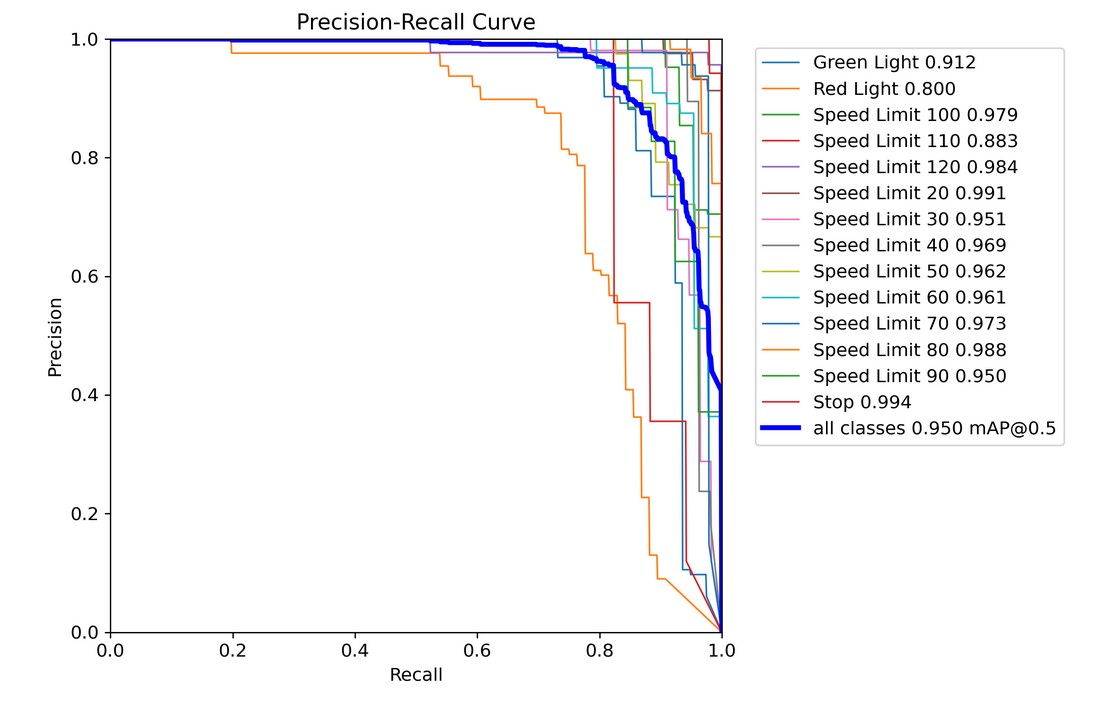 Precision-Recall Curve
1.0
0.8
0.6
0.4
0.2
0.0
Precision
0.0 0.2 0.4 0.6 0.8 1.0
Recall
Green Light 0.912
Red Light 0.800
Speed Limit 100 0.979
Speed Limit 110 0.883
Speed Limit 120 0.984
Speed Limit 20 0.991
Speed Limit 30 0.951
Speed Limit 40 0.969
Speed Limit 50 0.962
Speed Limit 60 0.961
Speed Limit 70 0.973
Speed Limit 80 0.988
Speed Limit 90 0.950
Stop 0.994
all classes 0.950 mAP@0.5